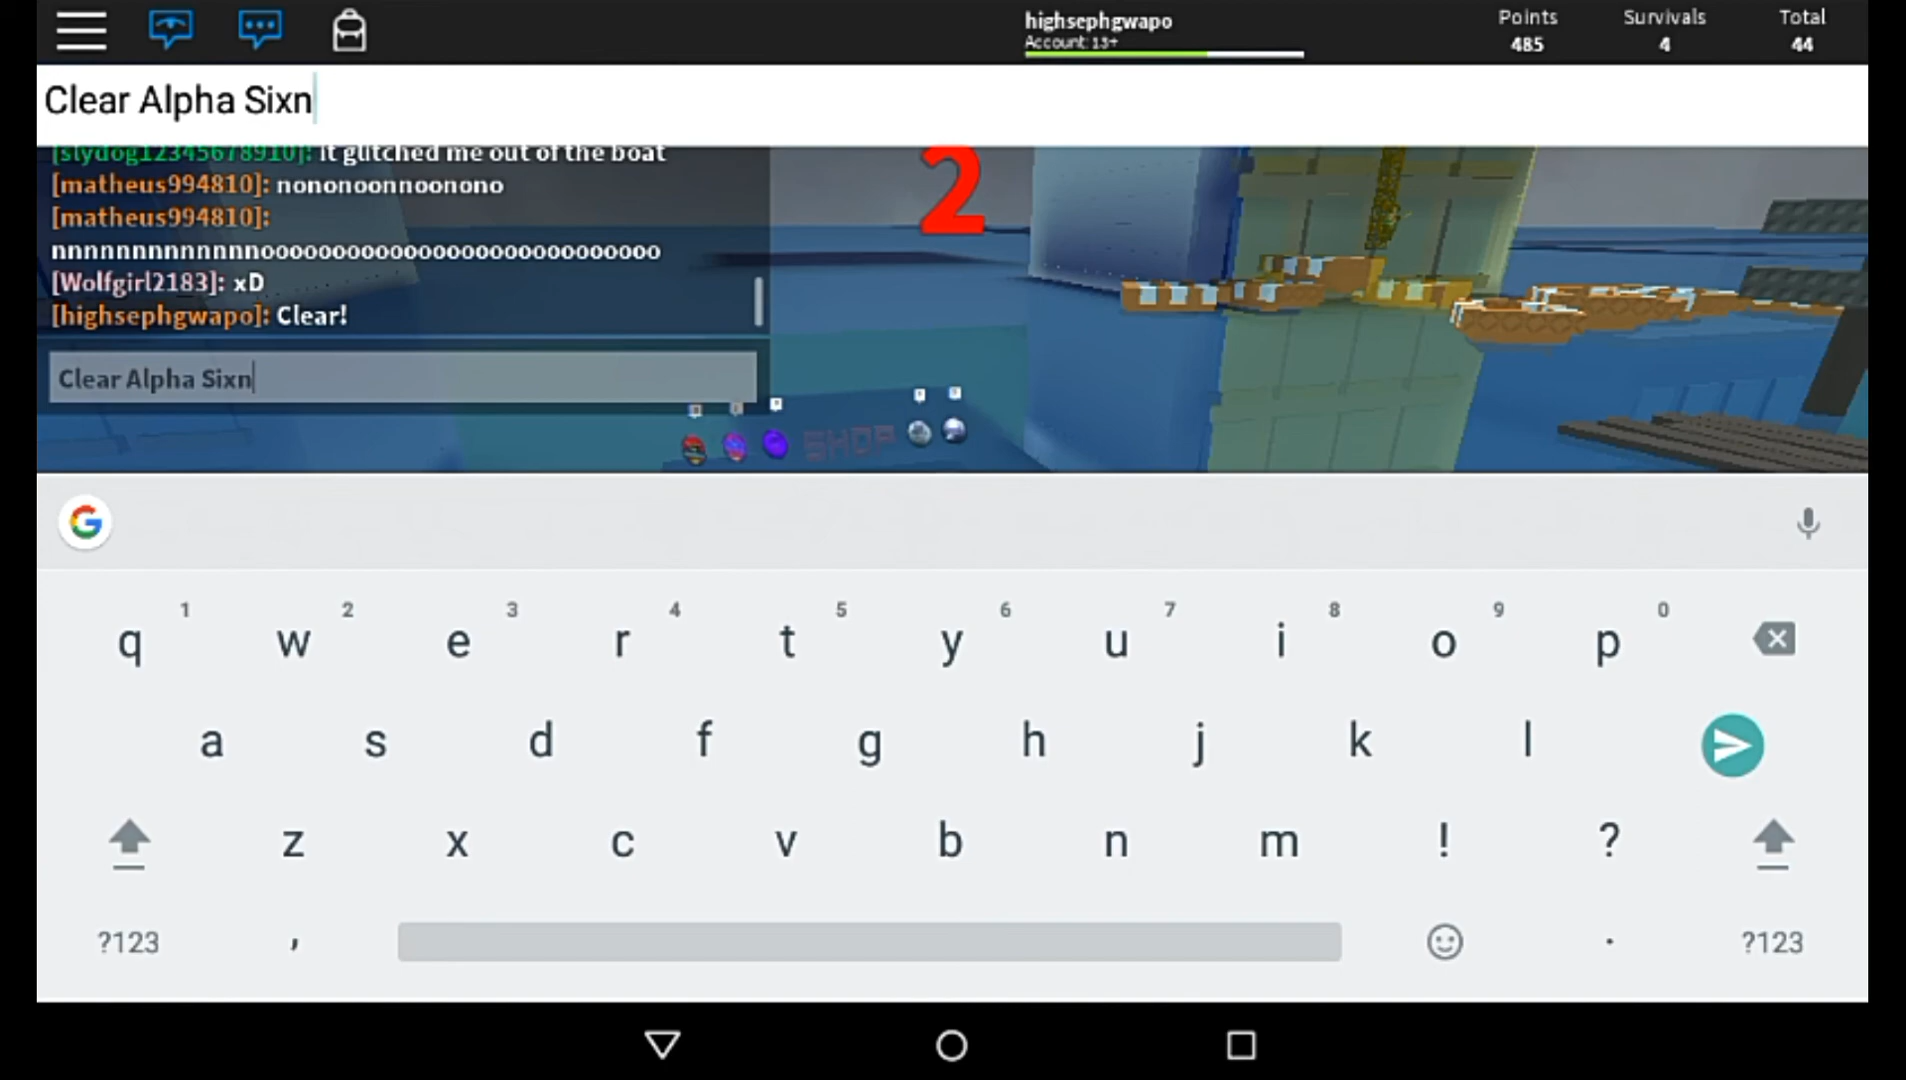 highsephgwapo
Account: 13+
Points
485
Survivals
4
Total
44
Clear Alpha Sixn
[slydog12345678910]: It glitched me out of the boat
[matheus994810]: nononoonnoonono
[matheus994810]:
nnnnnnnnnnnnnooooooooooooooooooooooooo
[Wolfgirl2183]: xD
[highsephgwapo]: Clear!
Clear Alpha Sixn
2
SHOP
G
1 2 3 4 5 6 7 8 9 0
q w e r t y u i o p
a s d f g h j k l
z x c v b n m ! ?
?123 , . ?123